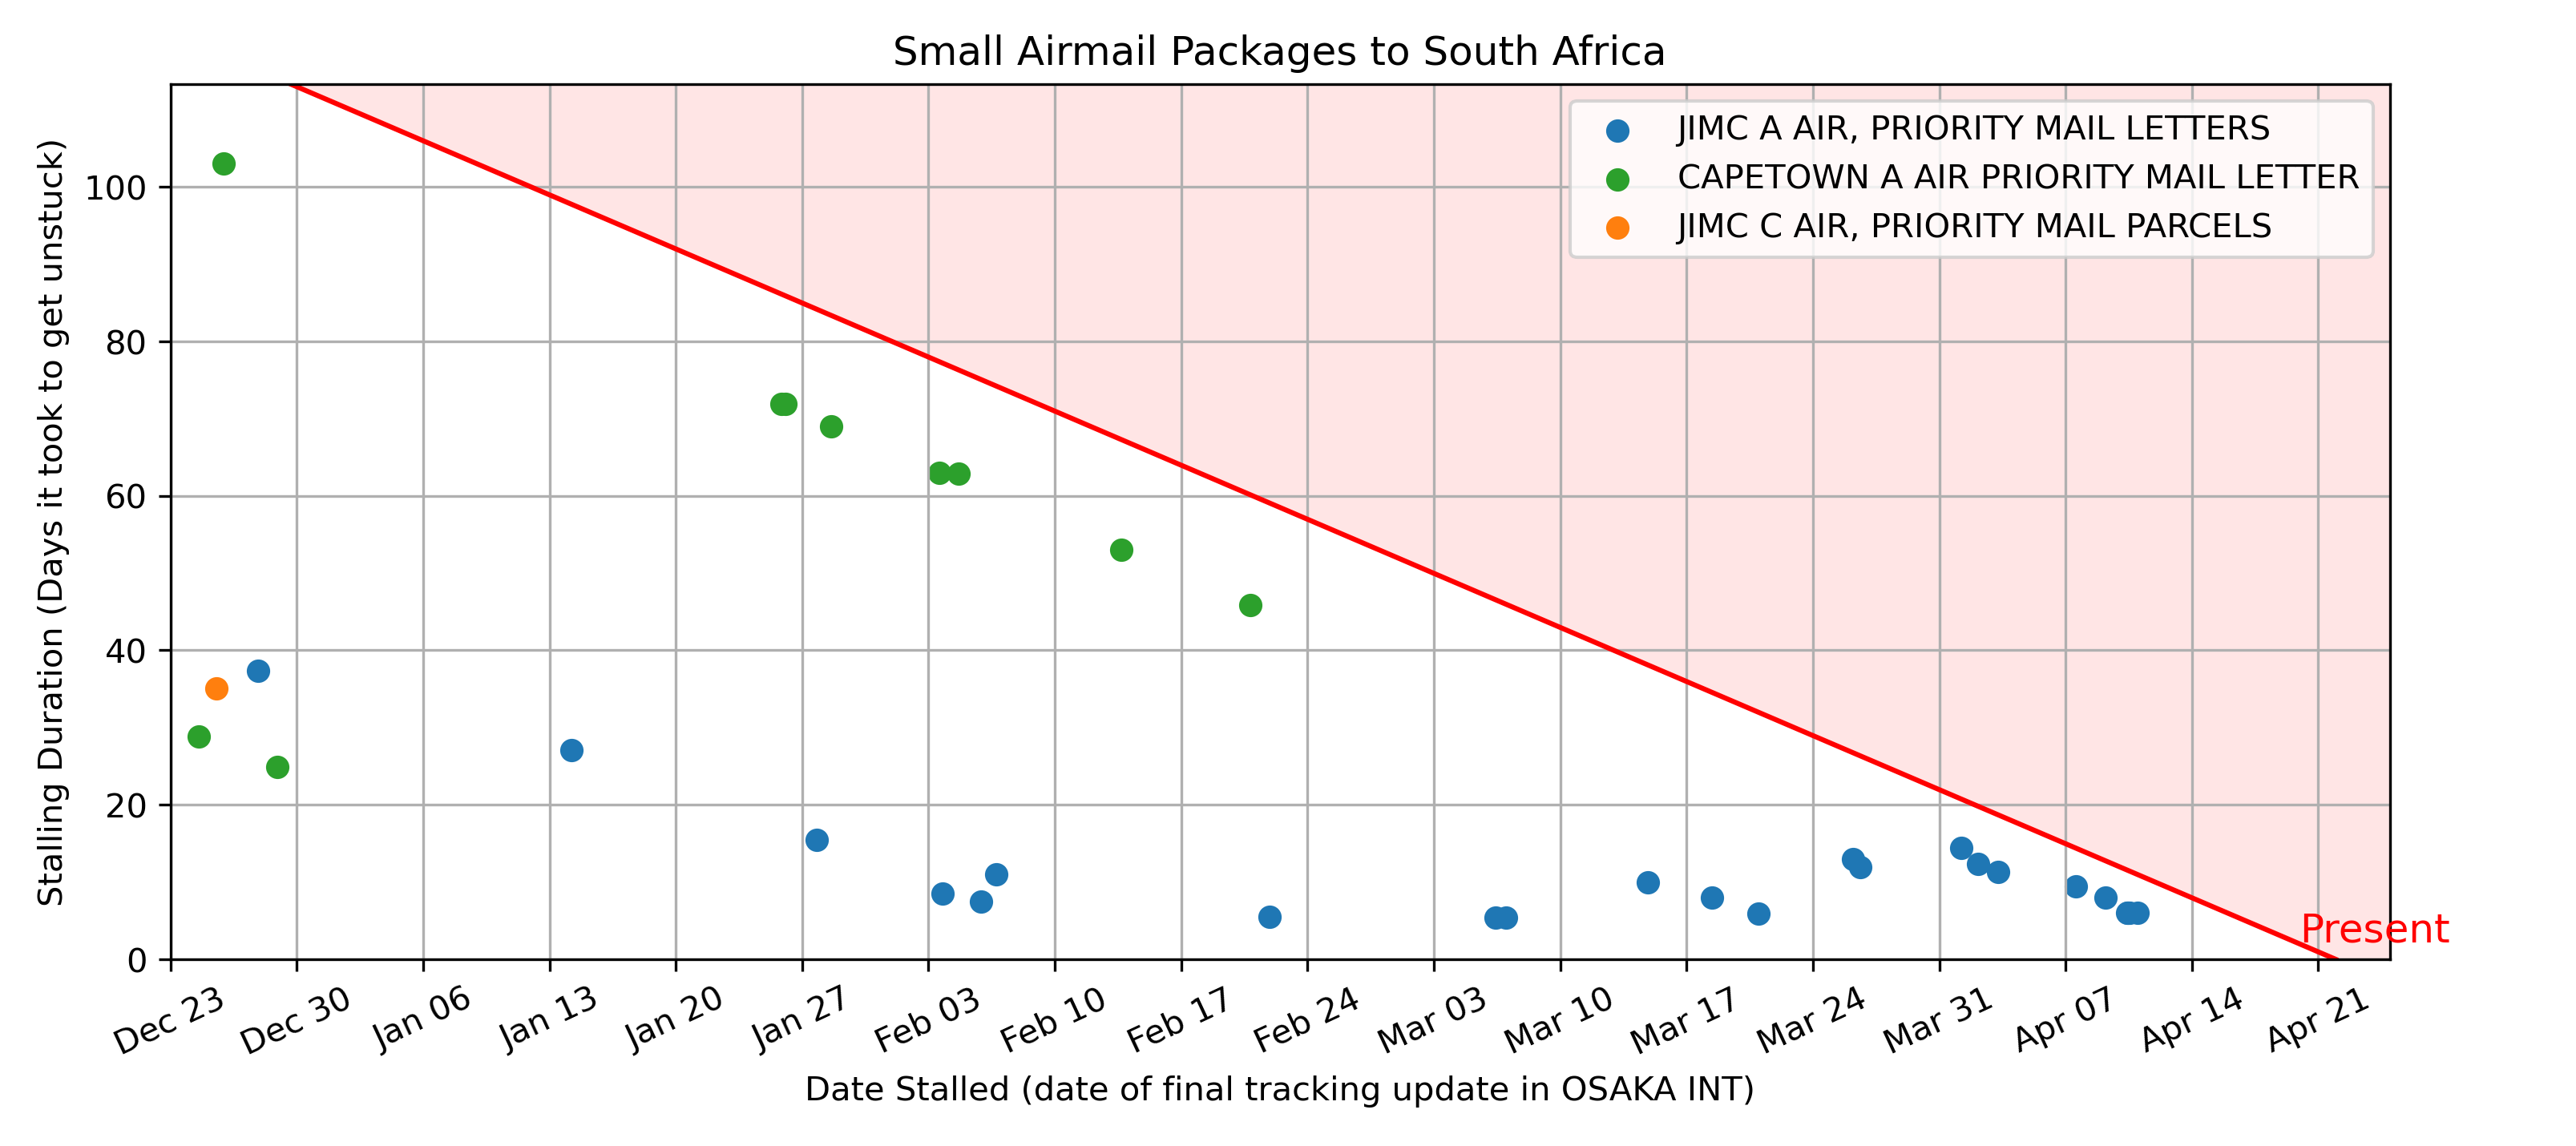 Small Airmail Packages to South Africa
JIMC A AIR, PRIORITY MAIL LETTERS
CAPETOWN A AIR PRIORITY MAIL LETTER
JIMC C AIR, PRIORITY MAIL PARCELS
Stalling Duration (Days it took to get unstuck)
100
80
60
40
20
0
Present
Dec 23
Dec 30
Jan 06
Jan 13
Jan 20
Jan 27
Feb 03
Feb 10
Feb 17
Feb 24
Mar 03
Mar 10
Mar 17
Mar 24
Mar 31
Apr 07
Apr 14
Apr 21
Date Stalled (date of final tracking update in OSAKA INT)